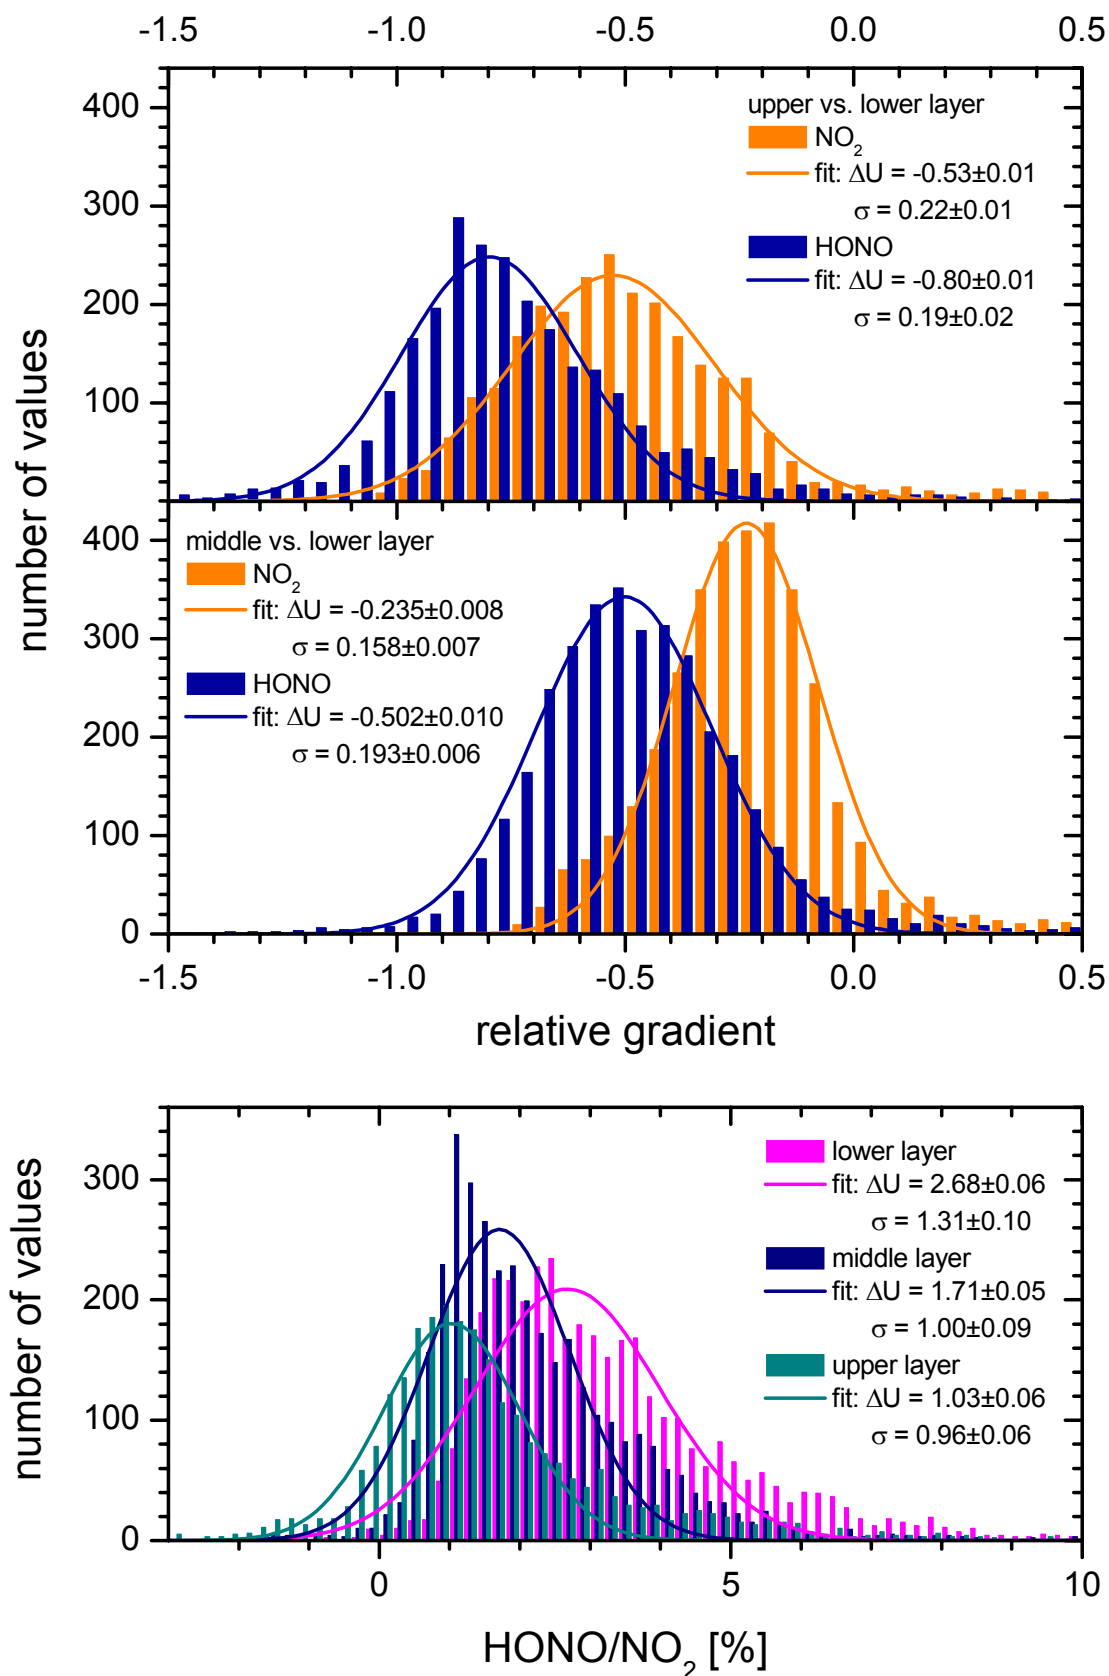 -1.5 -1.0 -0.5 0.0 0.5
400
300
200
100
number of values
upper vs. lower layer
NO₂
fit: ΔU = -0.53±0.01
σ = 0.22±0.01
HONO
fit: ΔU = -0.80±0.01
σ = 0.19±0.02
400
300
200
100
0
number of values
middle vs. lower layer
NO₂
fit: ΔU = -0.235±0.008
σ = 0.158±0.007
HONO
fit: ΔU = -0.502±0.010
σ = 0.193±0.006
-1.5 -1.0 -0.5 0.0 0.5
relative gradient
300
200
100
0
number of values
lower layer
fit: ΔU = 2.68±0.06
σ = 1.31±0.10
middle layer
fit: ΔU = 1.71±0.05
σ = 1.00±0.09
upper layer
fit: ΔU = 1.03±0.06
σ = 0.96±0.06
0 5 10
HONO/NO₂ [%]